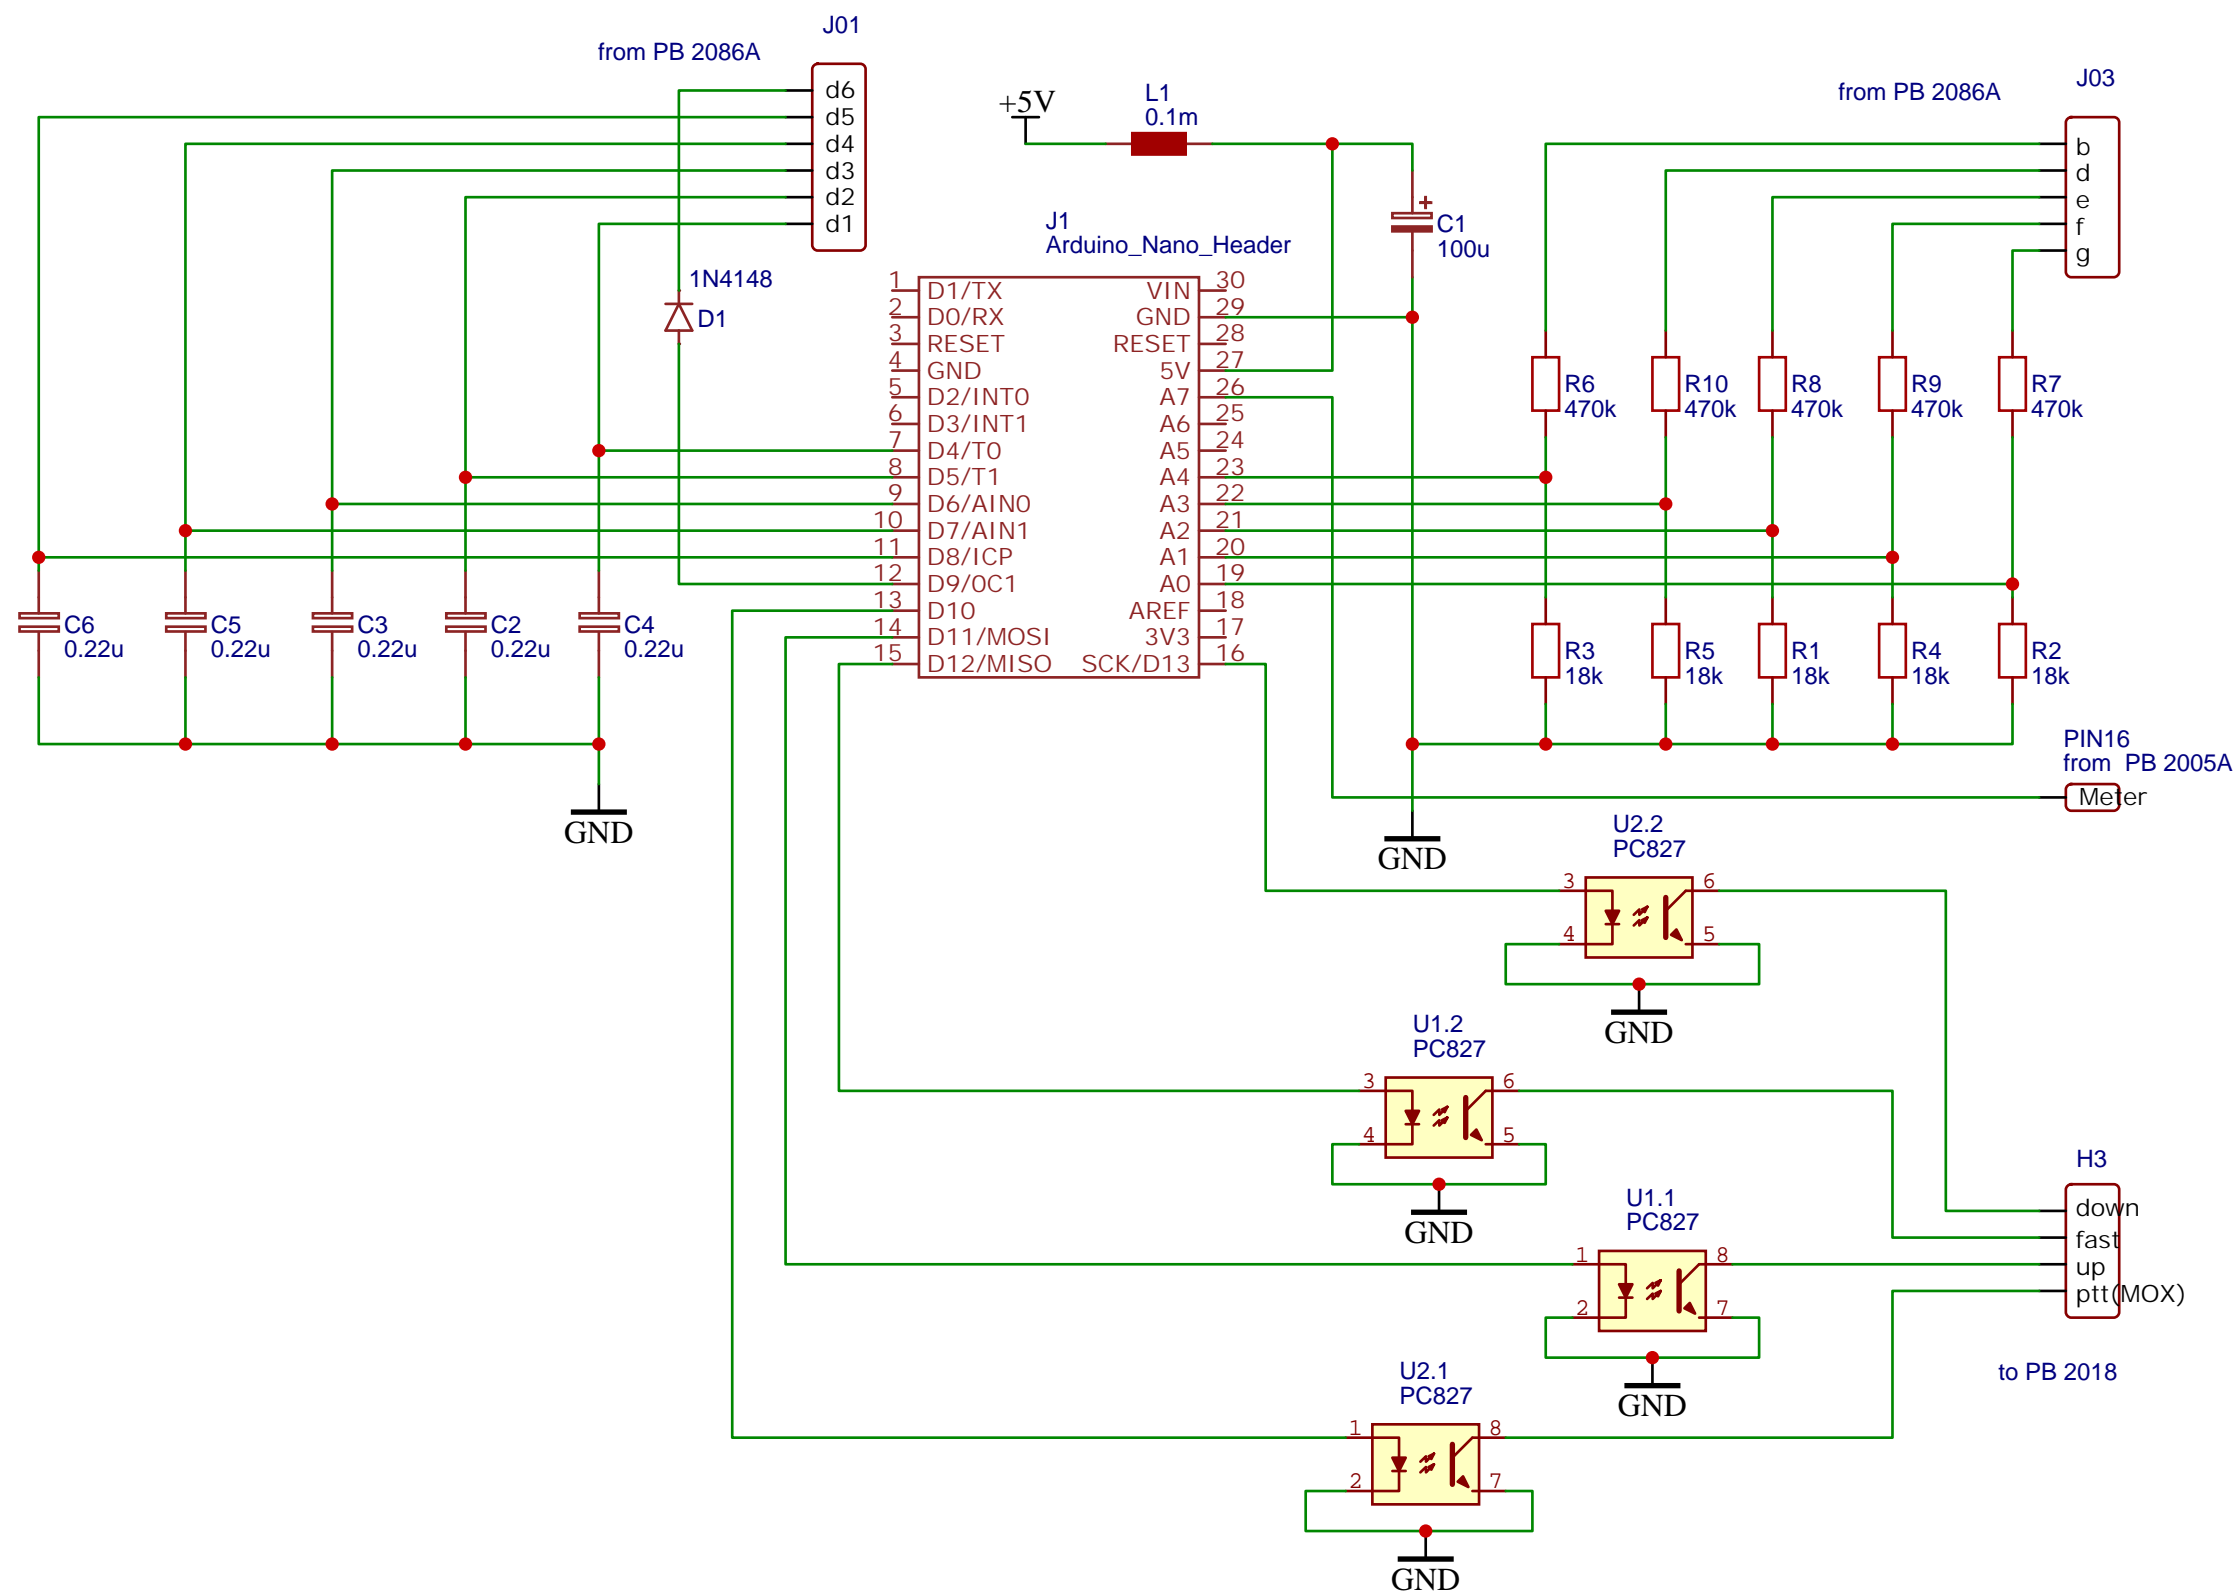 J01
from PB 2086A
d6
d5
d4
d3
d2
d1
+5V
L1
0.1m
from PB 2086A
J03
b
d
e
f
g
C1
100u
+
J1
Arduino_Nano_Header
1N4148
D1
1 D1/TX VIN 30
2 D0/RX GND 29
3 RESET RESET 28
4 GND 5V 27
5 D2/INT0 A7 26
6 D3/INT1 A6 25
7 D4/T0 A5 24
8 D5/T1 A4 23
9 D6/AIN0 A3 22
10 D7/AIN1 A2 21
11 D8/ICP A1 20
12 D9/0C1 A0 19
13 D10 AREF 18
14 D11/MOSI 3V3 17
15 D12/MISO SCK/D13 16
R6
470k
R10
470k
R8
470k
R9
470k
R7
470k
C6
0.22u
C5
0.22u
C3
0.22u
C2
0.22u
C4
0.22u
R3
18k
R5
18k
R1
18k
R4
18k
R2
18k
GND
GND
PIN16
from PB 2005A
Meter
U2.2
PC827
3 6
4 5
GND
U1.2
PC827
3 6
4 5
GND
H3
down
fast
up
ptt(MOX)
U1.1
PC827
1 8
2 7
GND
to PB 2018
U2.1
PC827
1 8
2 7
GND